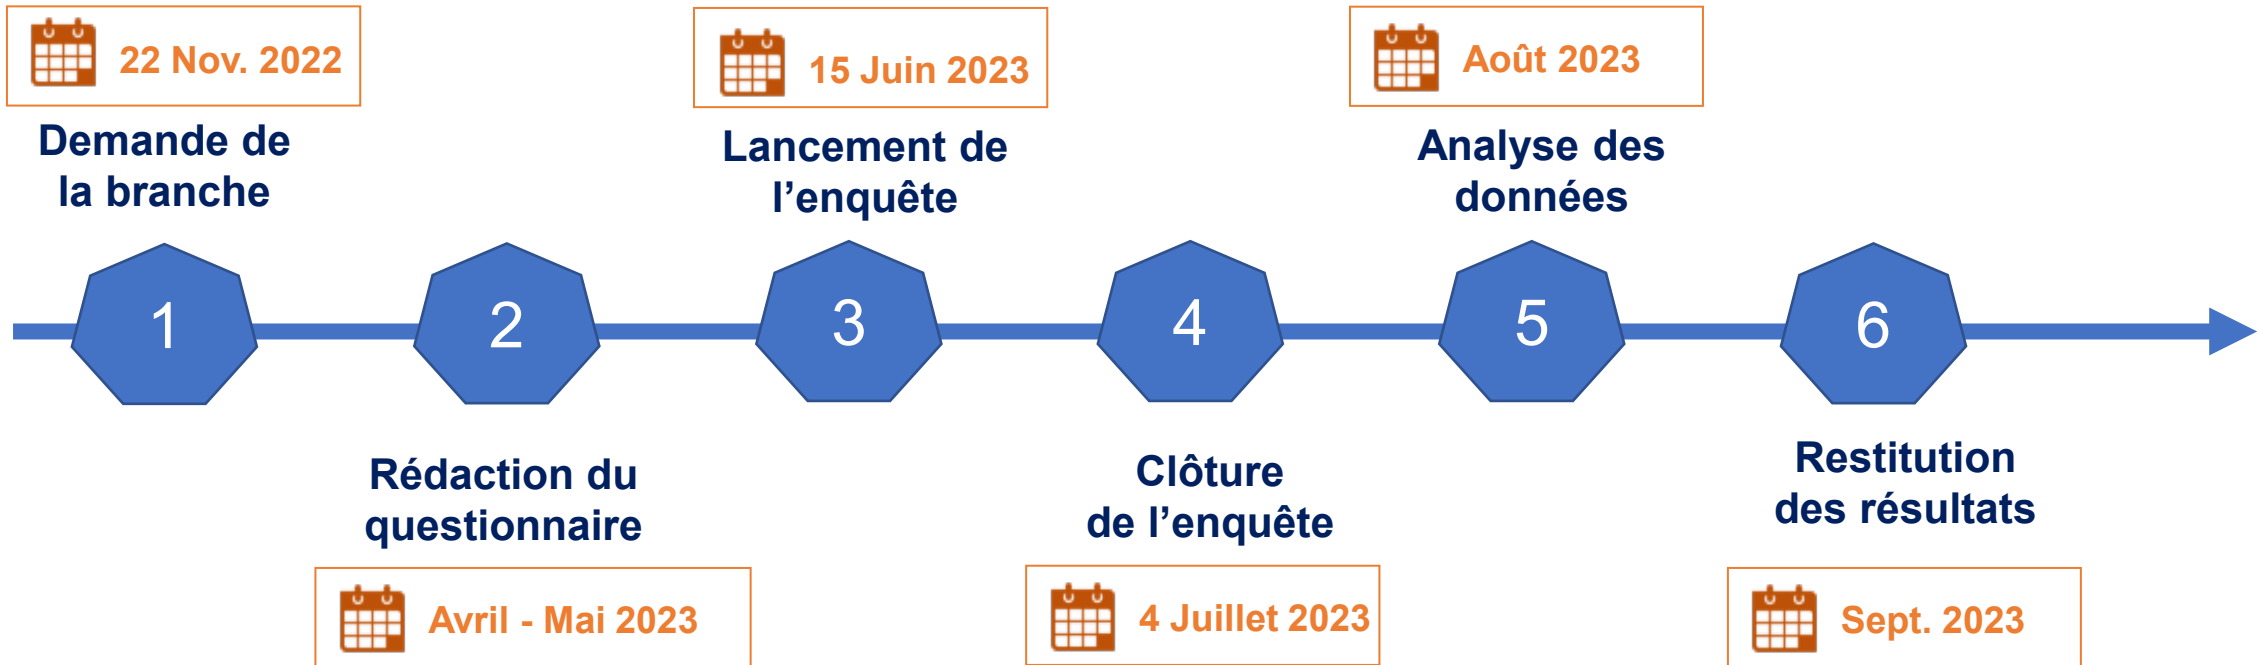 22 Nov. 2022
Demande de
la branche
1
Rédaction du
questionnaire
Avril - Mai 2023
2
15 Juin 2023
Lancement de
l’enquête
3
4
Clôture
de l’enquête
4 Juillet 2023
Août 2023
Analyse des
données
5
6
Restitution
des résultats
Sept. 2023